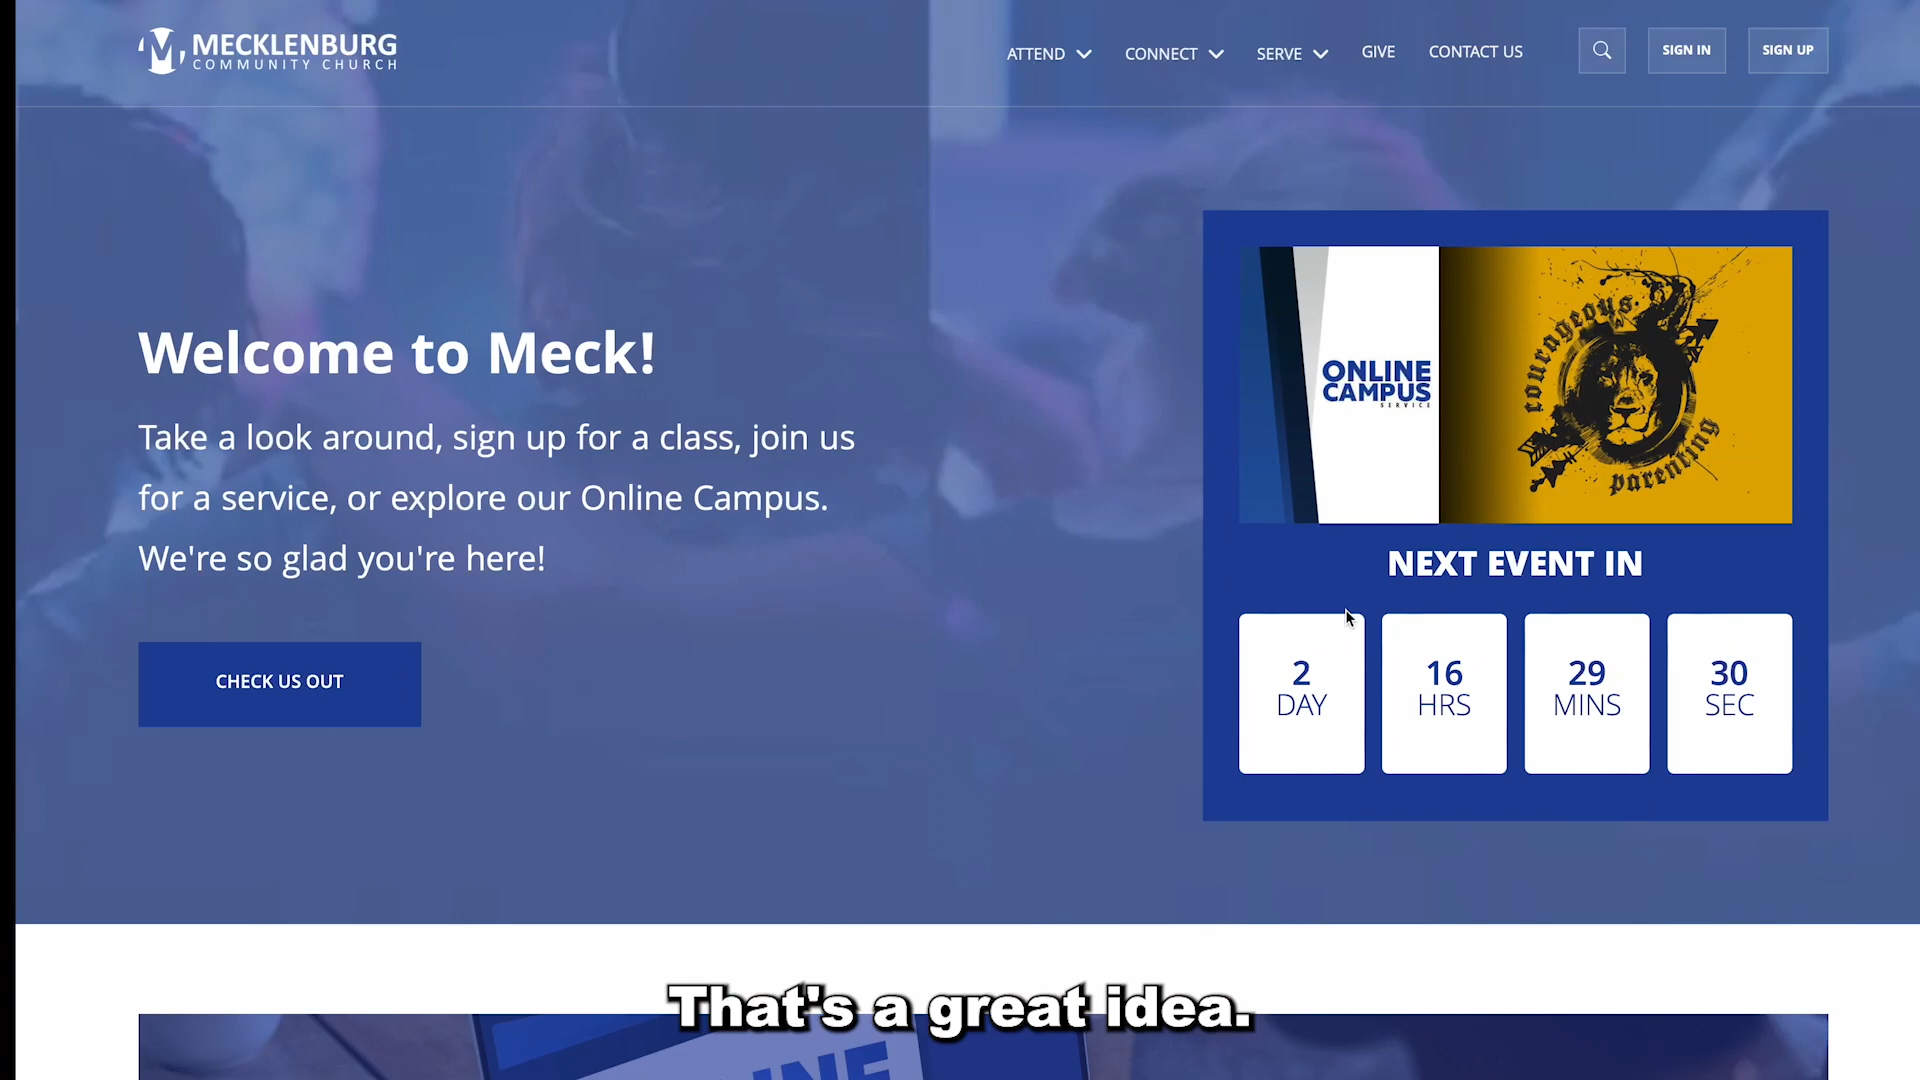 MECKLENBURG
COMMUNITY CHURCH
ATTEND
CONNECT
SERVE
GIVE
CONTACT US
SIGN IN
SIGN UP
Welcome to Meck!
Take a look around, sign up for a class, join us
for a service, or explore our Online Campus.
We're so glad you're here!
CHECK US OUT
ONLINE
CAMPUS
SERVICE
courageous
parenting
NEXT EVENT IN
2
DAY
16
HRS
29
MINS
30
SEC
That's a great idea.